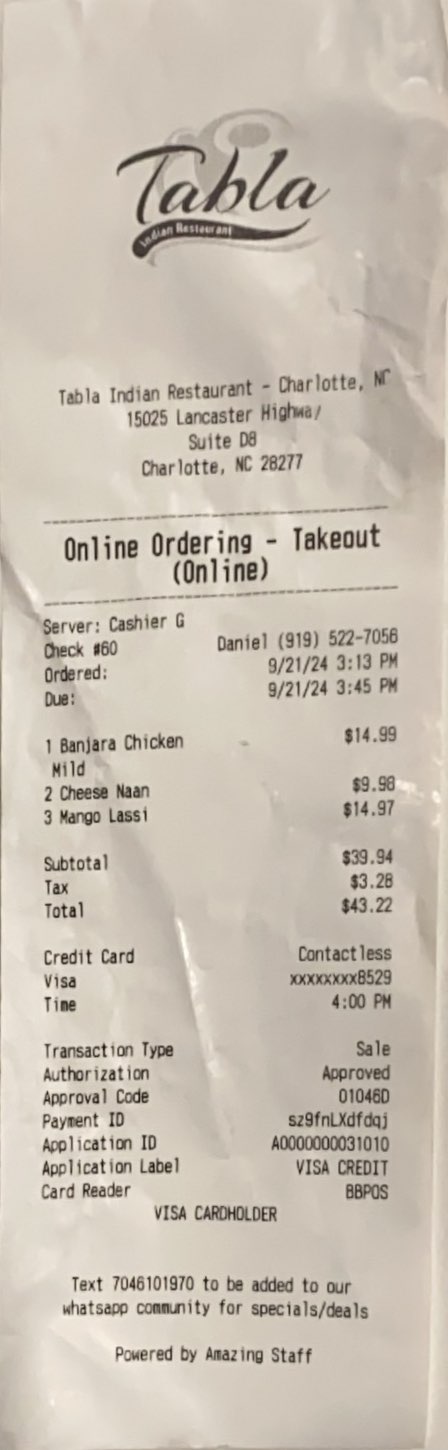 Tabla
Indian Restaurant
Tabla Indian Restaurant - Charlotte, NC
15025 Lancaster Highway
Suite D8
Charlotte, NC 28277
Online Ordering - Takeout
(Online)
Server: Cashier G
Check #60 Daniel (919) 522-7056
Ordered: 9/21/24 3:13 PM
Due: 9/21/24 3:45 PM
1 Banjara Chicken $14.99
Mild
2 Cheese Naan $9.98
3 Mango Lassi $14.97
Subtotal $39.94
Tax $3.28
Total $43.22
Credit Card Contactless
Visa xxxxxxxx8529
Time 4:00 PM
Transaction Type Sale
Authorization Approved
Approval Code 01046D
Payment ID sz9fnLXdfdqj
Application ID A0000000031010
Application Label VISA CREDIT
Card Reader BBPOS
VISA CARDHOLDER
Text 7046101970 to be added to our
whatsapp community for specials/deals
Powered by Amazing Staff